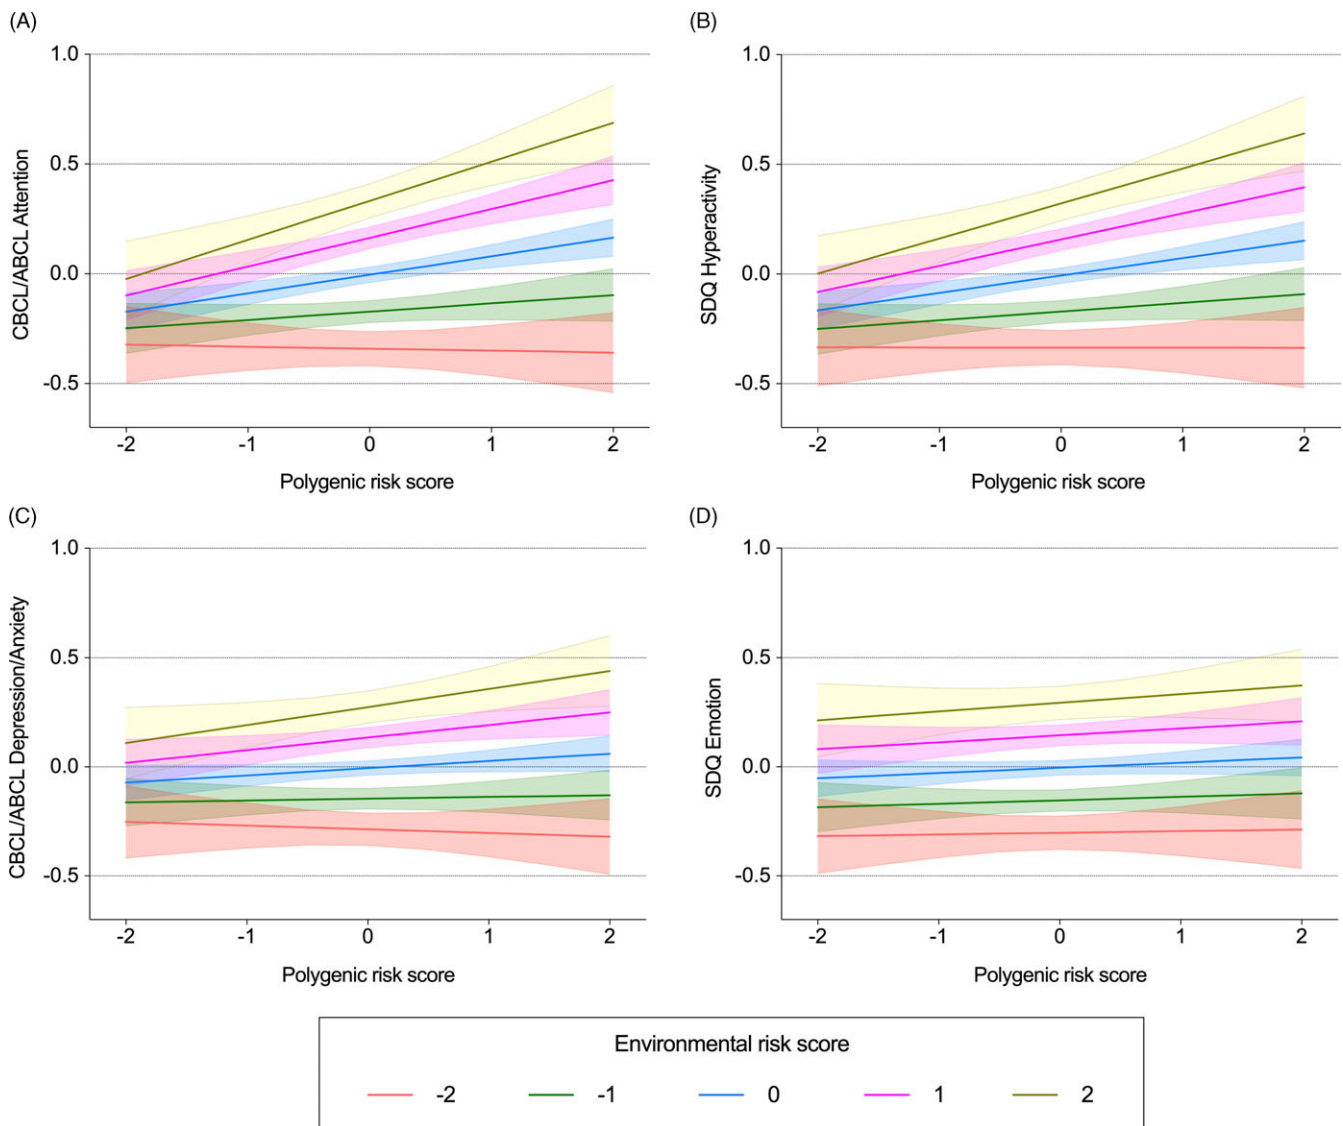 (A)
CBCL/ABCL Attention
1.0
0.5
0.0
-0.5
-2 -1 0 1 2
Polygenic risk score
(B)
SDQ Hyperactivity
1.0
0.5
0.0
-0.5
-2 -1 0 1 2
Polygenic risk score
(C)
CBCL/ABCL Depression/Anxiety
1.0
0.5
0.0
-0.5
-2 -1 0 1 2
Polygenic risk score
(D)
SDQ Emotion
1.0
0.5
0.0
-0.5
-2 -1 0 1 2
Polygenic risk score
Environmental risk score
-2 -1 0 1 2